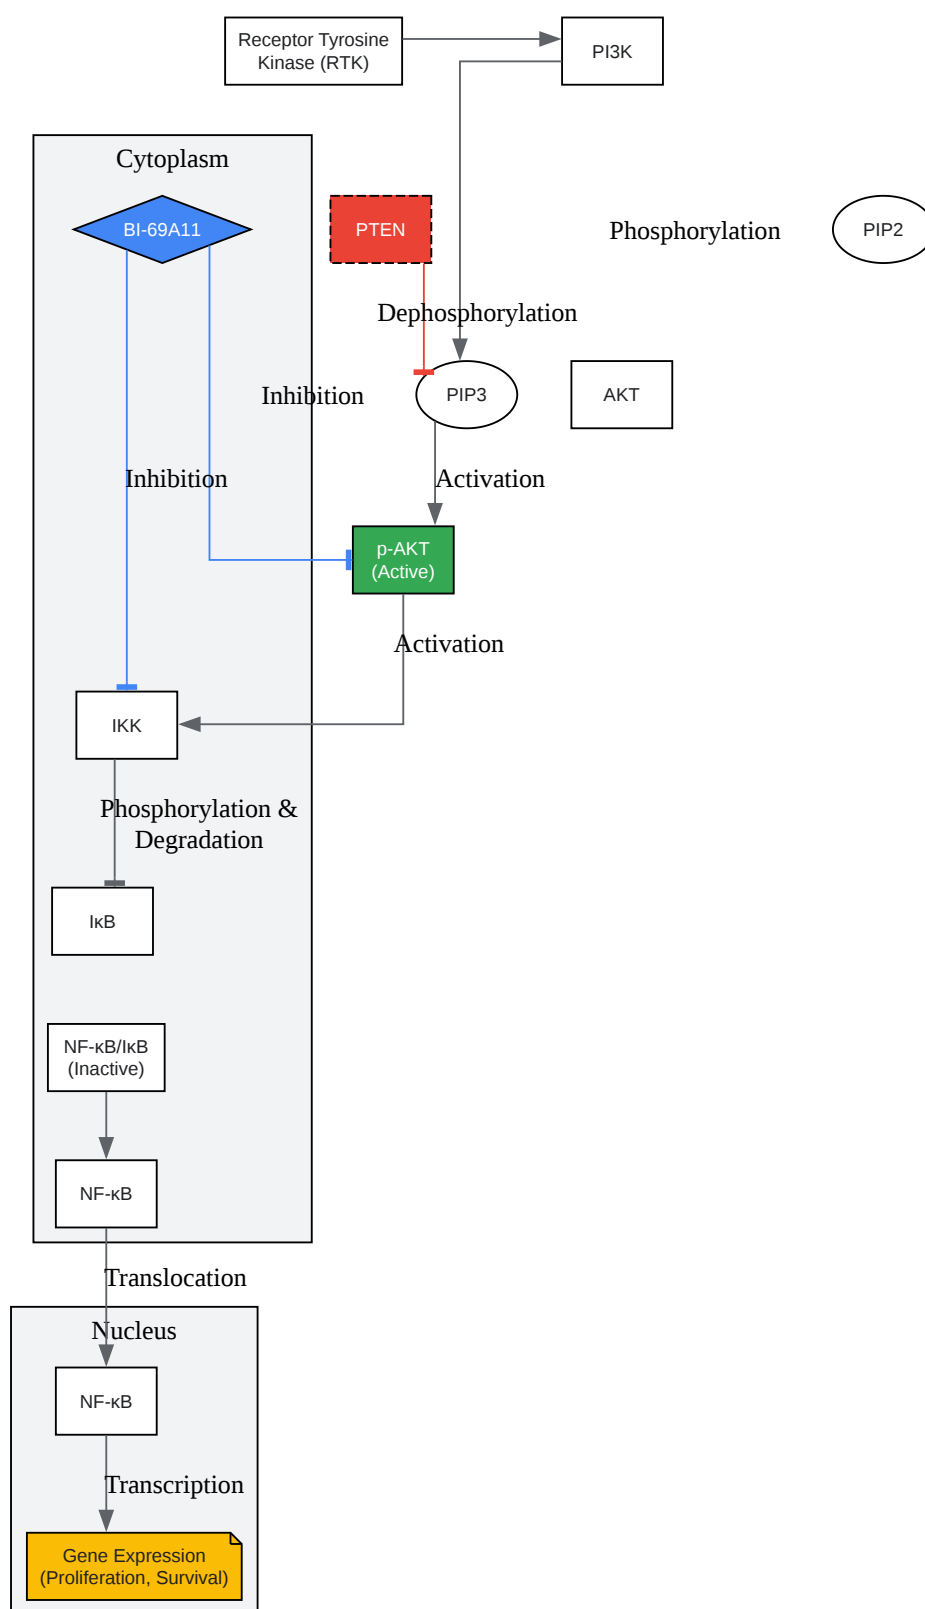 Receptor Tyrosine
Kinase (RTK)
PI3K
Cytoplasm
BI-69A11
PTEN
Phosphorylation
PIP2
Dephosphorylation
Inhibition
PIP3
AKT
Inhibition
Activation
p-AKT
(Active)
Activation
IKK
Phosphorylation &
Degradation
IκB
NF-κB/IκB
(Inactive)
NF-κB
Translocation
Nucleus
NF-κB
Transcription
Gene Expression
(Proliferation, Survival)